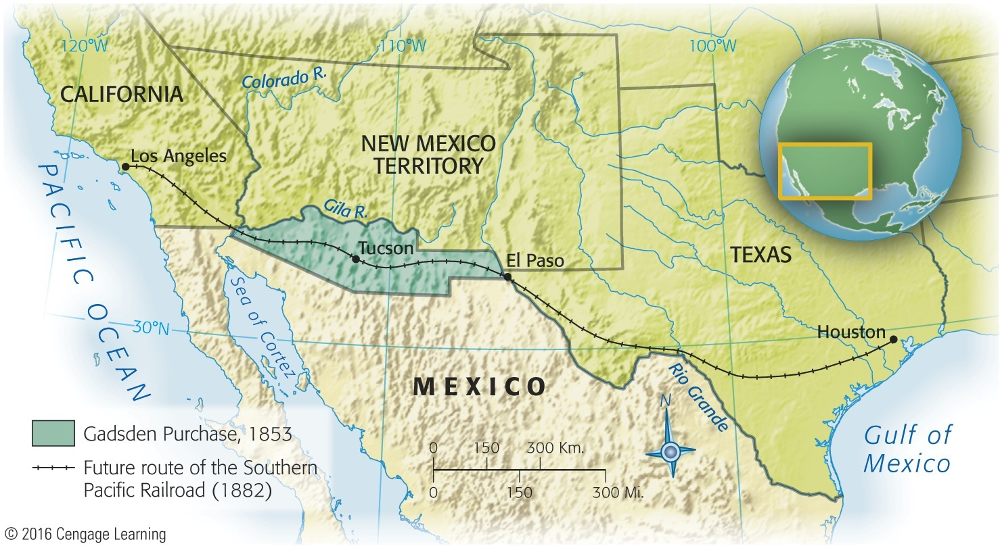 120°W
110°W
100°W
Colorado R.
CALIFORNIA
NEW MEXICO
TERRITORY
Los Angeles
PACIFIC OCEAN
Gila R.
Tucson
El Paso
TEXAS
Sea of Cortez
30°N
Houston
MEXICO
Rio Grande
N
Gulf of
Mexico
Gadsden Purchase, 1853
Future route of the Southern
Pacific Railroad (1882)
0 150 300 Km.
0 150 300 Mi.
© 2016 Cengage Learning